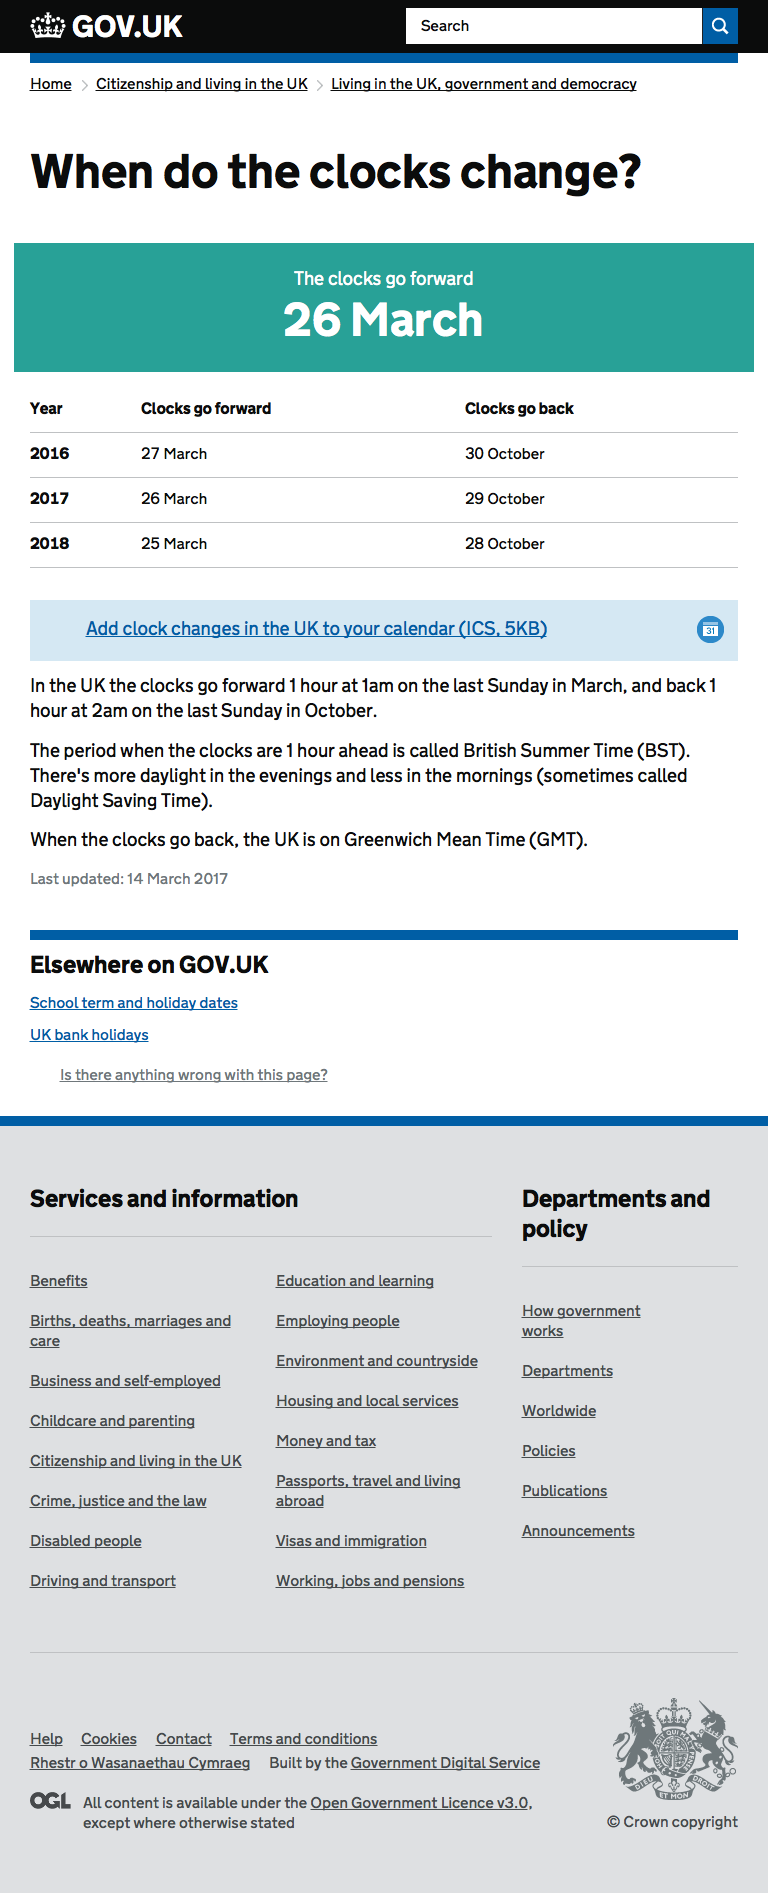 GOV.UK
Search
Home
Citizenship and living in the UK
Living in the UK, government and democracy
When do the clocks change?
The clocks go forward
26 March
Year Clocks go forward Clocks go back
2016 27 March 30 October
2017 26 March 29 October
2018 25 March 28 October
Add clock changes in the UK to your calendar (ICS, 5KB)
31
In the UK the clocks go forward 1 hour at 1am on the last Sunday in March, and back 1
hour at 2am on the last Sunday in October.
The period when the clocks are 1 hour ahead is called British Summer Time (BST).
There's more daylight in the evenings and less in the mornings (sometimes called
Daylight Saving Time).
When the clocks go back, the UK is on Greenwich Mean Time (GMT).
Last updated: 14 March 2017
Elsewhere on GOV.UK
School term and holiday dates
UK bank holidays
Is there anything wrong with this page?
Services and information
Benefits
Births, deaths, marriages and
care
Business and self-employed
Childcare and parenting
Citizenship and living in the UK
Crime, justice and the law
Disabled people
Driving and transport
Education and learning
Employing people
Environment and countryside
Housing and local services
Money and tax
Passports, travel and living
abroad
Visas and immigration
Working, jobs and pensions
Departments and
policy
How government
works
Departments
Worldwide
Policies
Publications
Announcements
Help Cookies Contact Terms and conditions
Rhestr o Wasanaethau Cymraeg Built by the Government Digital Service
OGL
All content is available under the Open Government Licence v3.0,
except where otherwise stated
DIEU ET MON DROIT
© Crown copyright